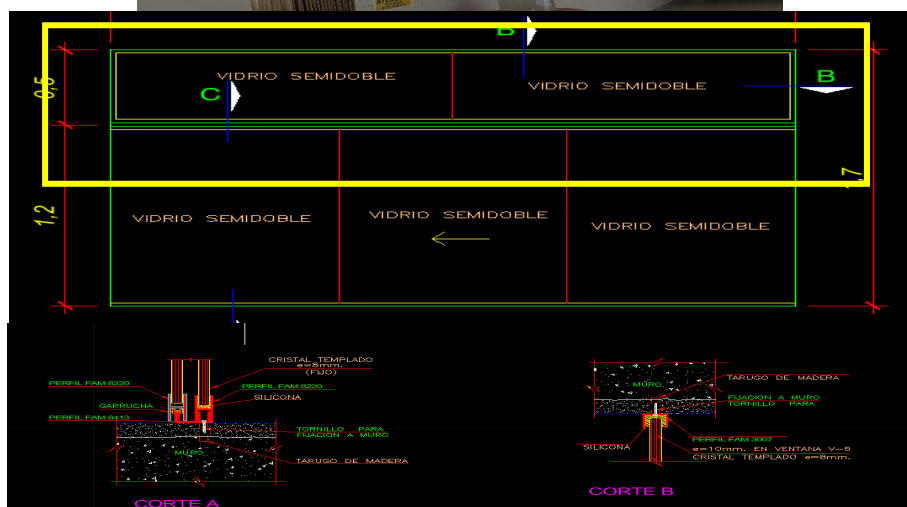 B
VIDRIO SEMIDOBLE
VIDRIO SEMIDOBLE
B
C
0,5
1,2
VIDRIO SEMIDOBLE
VIDRIO SEMIDOBLE
VIDRIO SEMIDOBLE
CRISTAL TEMPLADO
e=8mm.
(FIJO)
PERFIL FAM 8220
PERFIL FAM 8220
GARRUCHA
SILICONA
PERFIL FAM 8413
TORNILLO PARA
FIJACION A MURO
MURO
TARUGO DE MADERA
CORTE A
MURO
TARUGO DE MADERA
FIJACION A MURO
TORNILLO PARA
SILICONA
PERFIL FAM 3007
e=10mm. EN VENTANA V-5
CRISTAL TEMPLADO e=8mm.
CORTE B